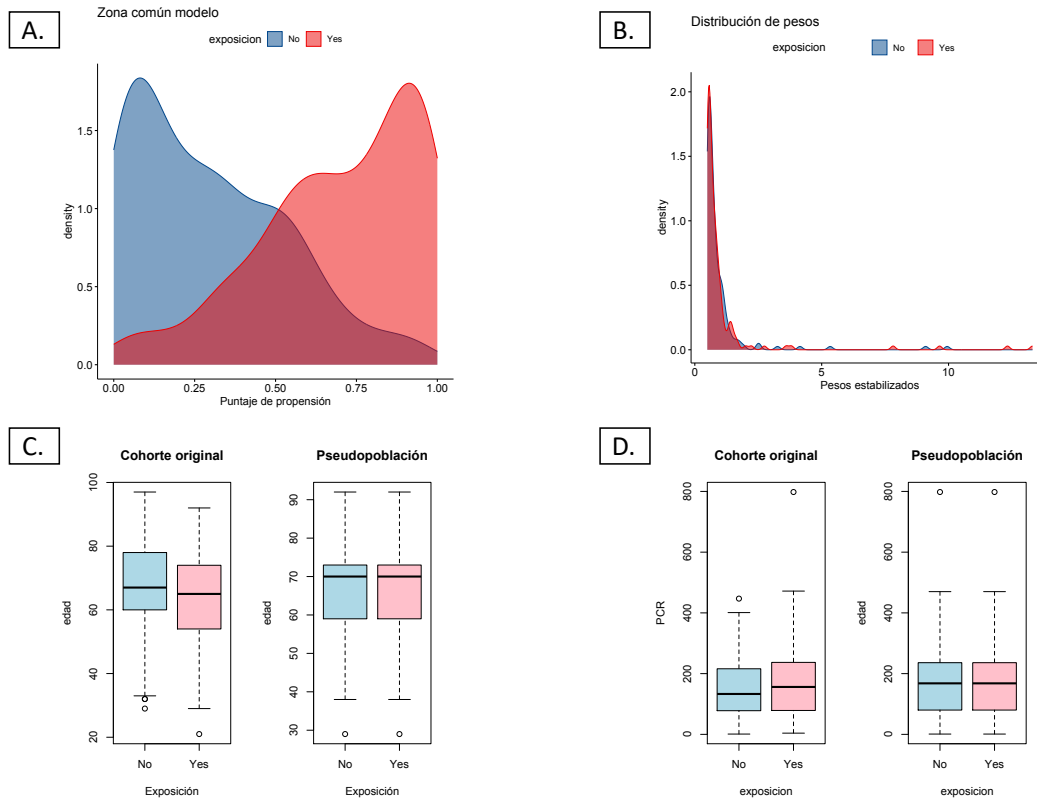 A.
Zona común modelo
exposicion No Yes
density
1.5
1.0
0.5
0.0
0.00 0.25 0.50 0.75 1.00
Puntaje de propensión
B.
Distribución de pesos
exposicion No Yes
density
2.0
1.5
1.0
0.5
0.0
0 5 10
Pesos estabilizados
C.
Cohorte original
edad
100
80
60
40
20
No Yes
Exposición
Pseudopoblación
edad
90
80
70
60
50
40
30
No Yes
Exposición
D.
Cohorte original
PCR
800
600
400
200
0
No Yes
exposicion
Pseudopoblación
edad
800
600
400
200
0
No Yes
exposicion